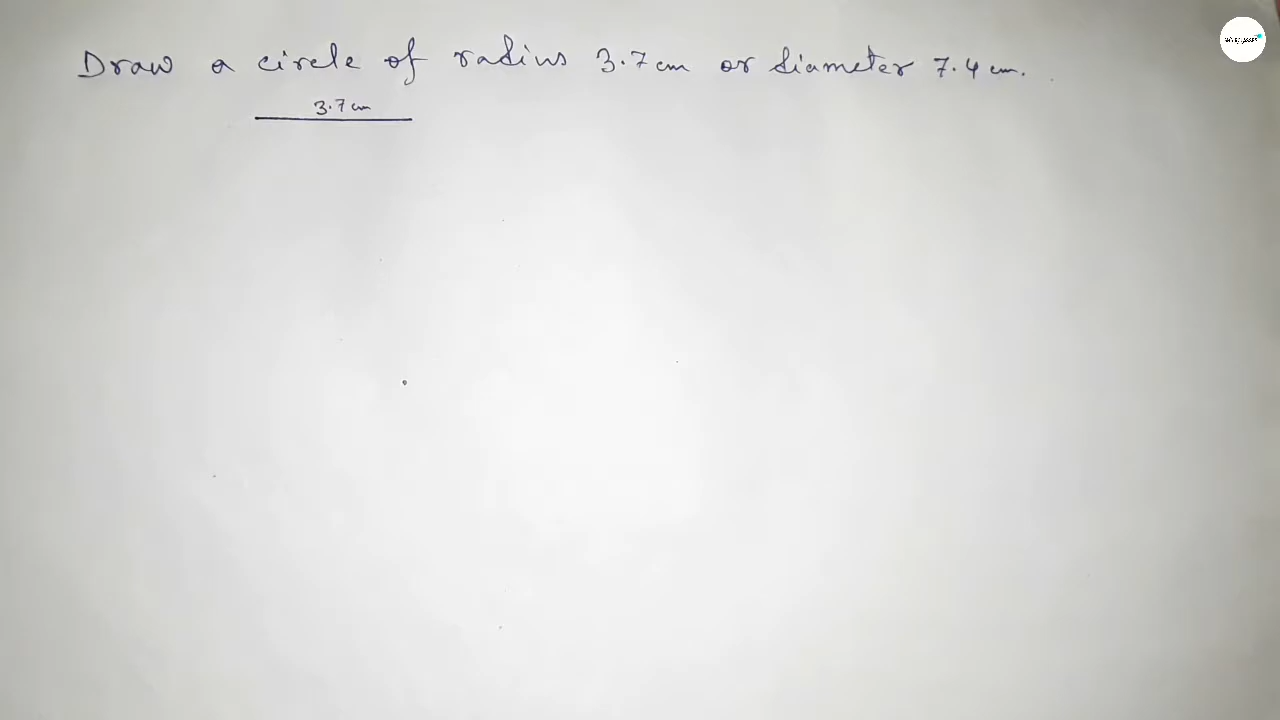 Draw a circle of radius 3.7 cm or diameter 7.4 cm.
3.7 cm